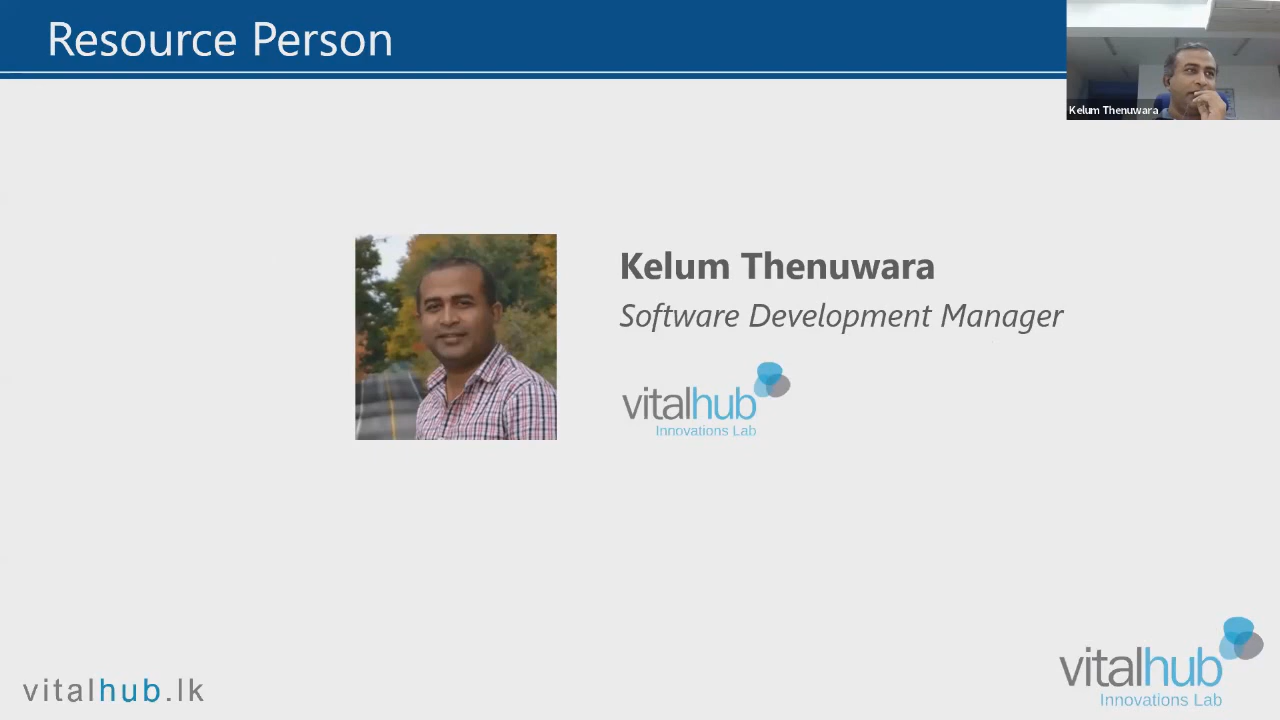 Resource Person
Kelum Thenuwara
Kelum Thenuwara
Software Development Manager
vitalhub
Innovations Lab
vitalhub.lk
vitalhub
Innovations Lab